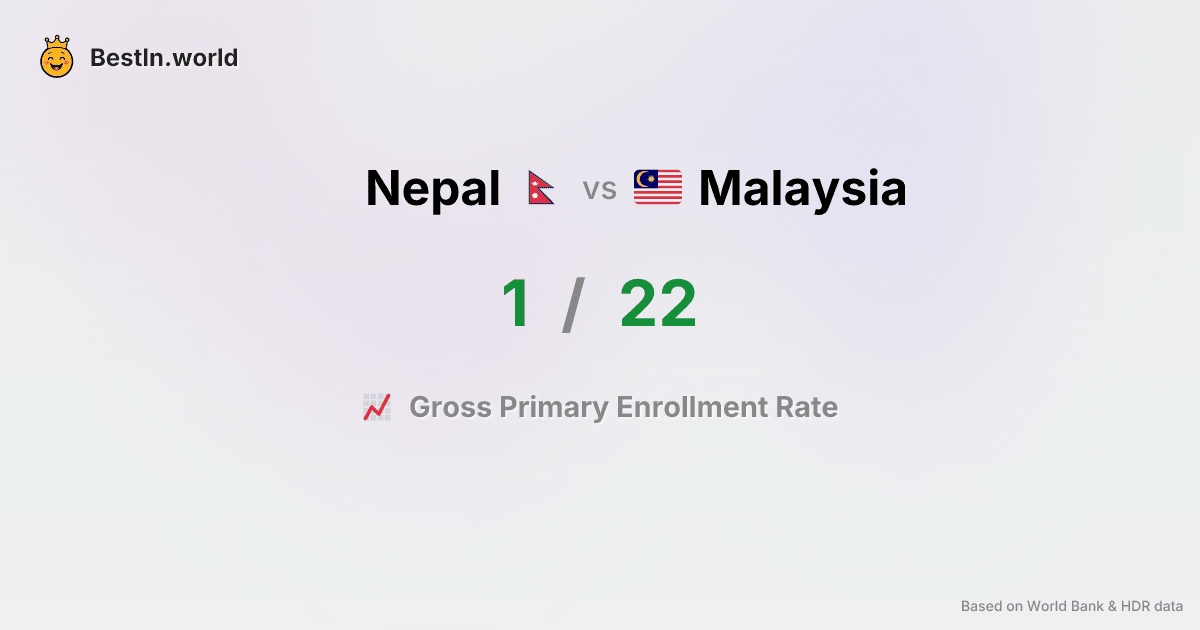 BestIn.world
Nepal vs Malaysia
1 / 22
Gross Primary Enrollment Rate
Based on World Bank & HDR data